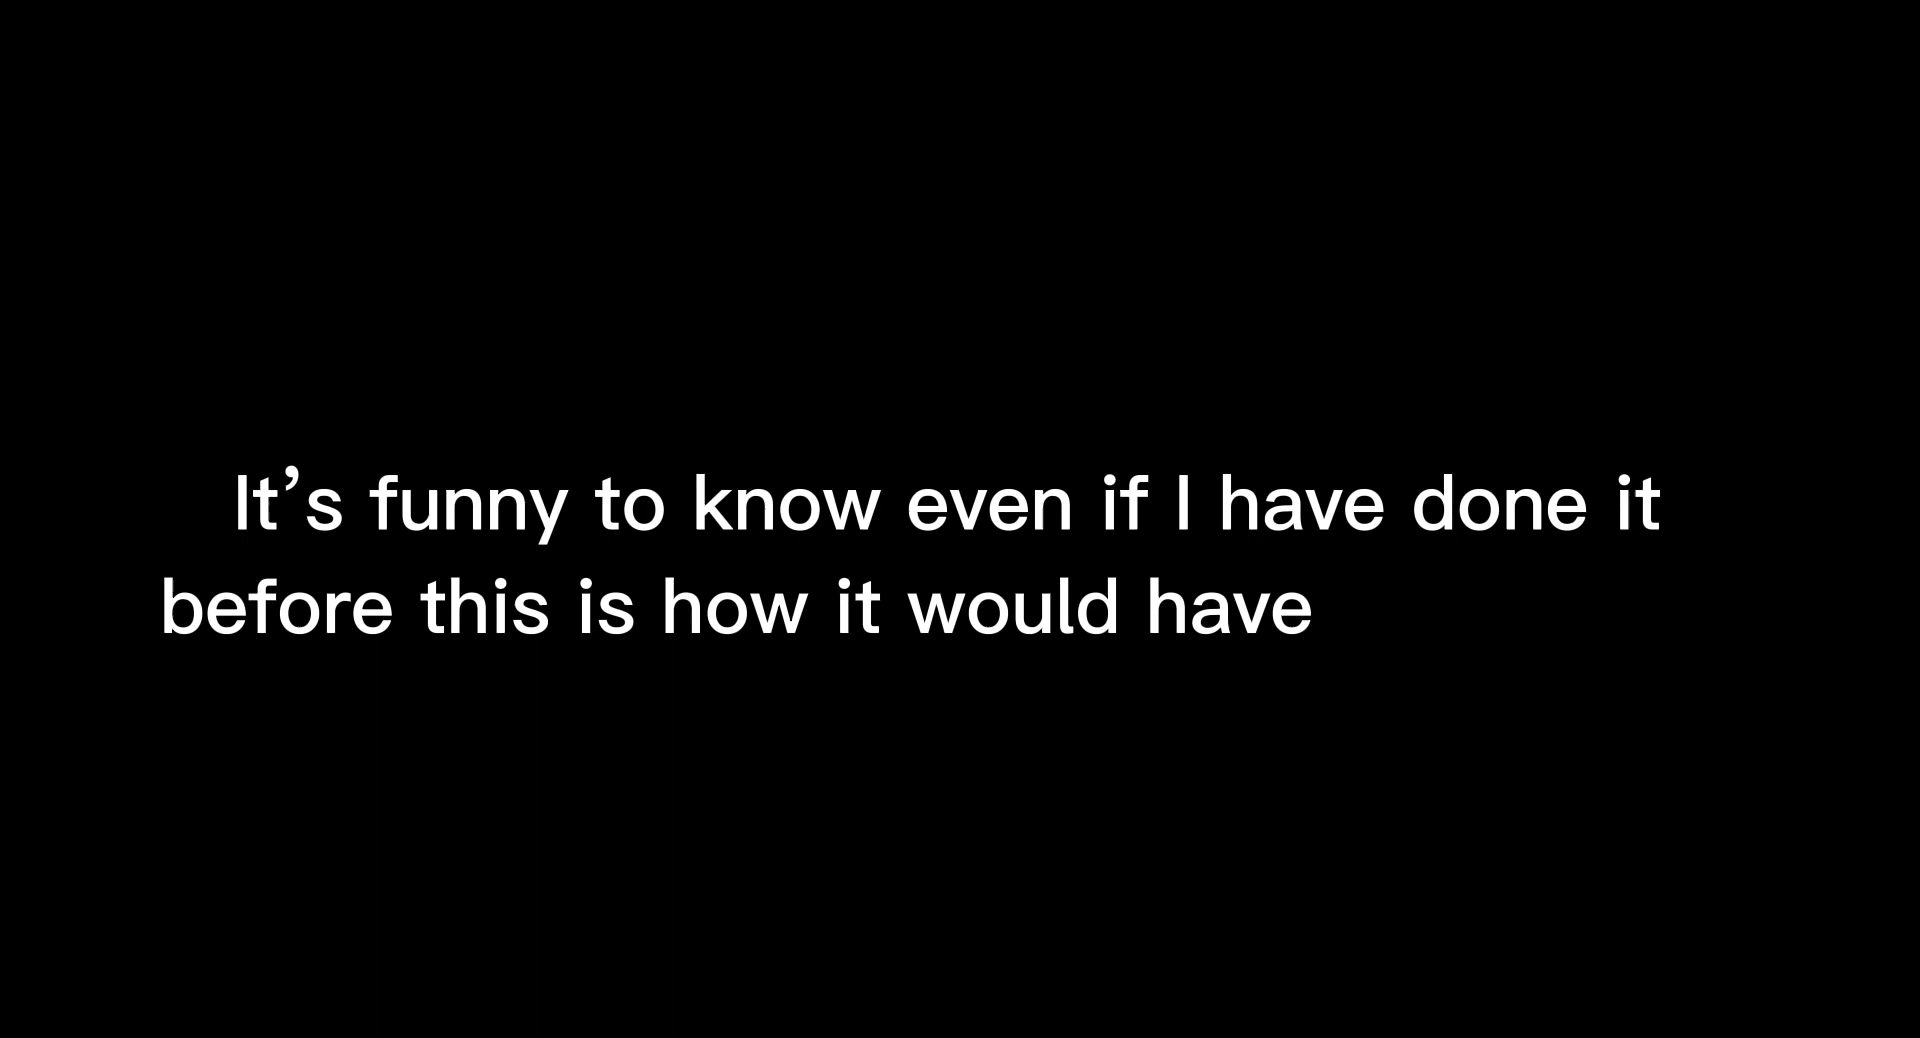 It’s funny to know even if I have done it
before this is how it would have